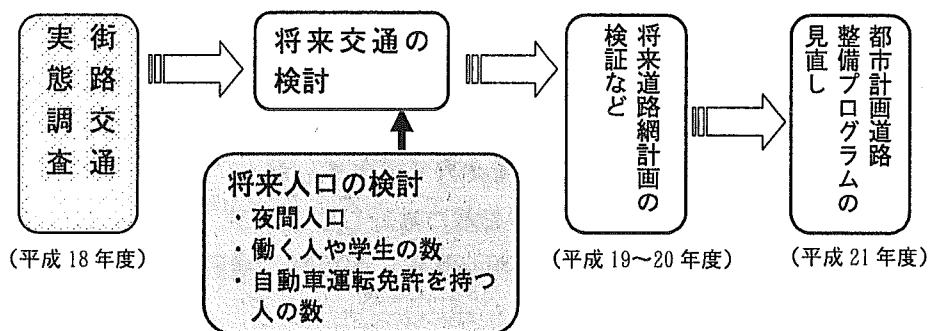 街路交通
実態調査
(平成18年度)
将来交通の
検討
将来人口の検討
・夜間人口
・働く人や学生の数
・自動車運転免許を持つ
人の数
将来道路網計画の
検証など
(平成19～20年度)
都市計画道路
整備プログラムの
見直し
(平成21年度)